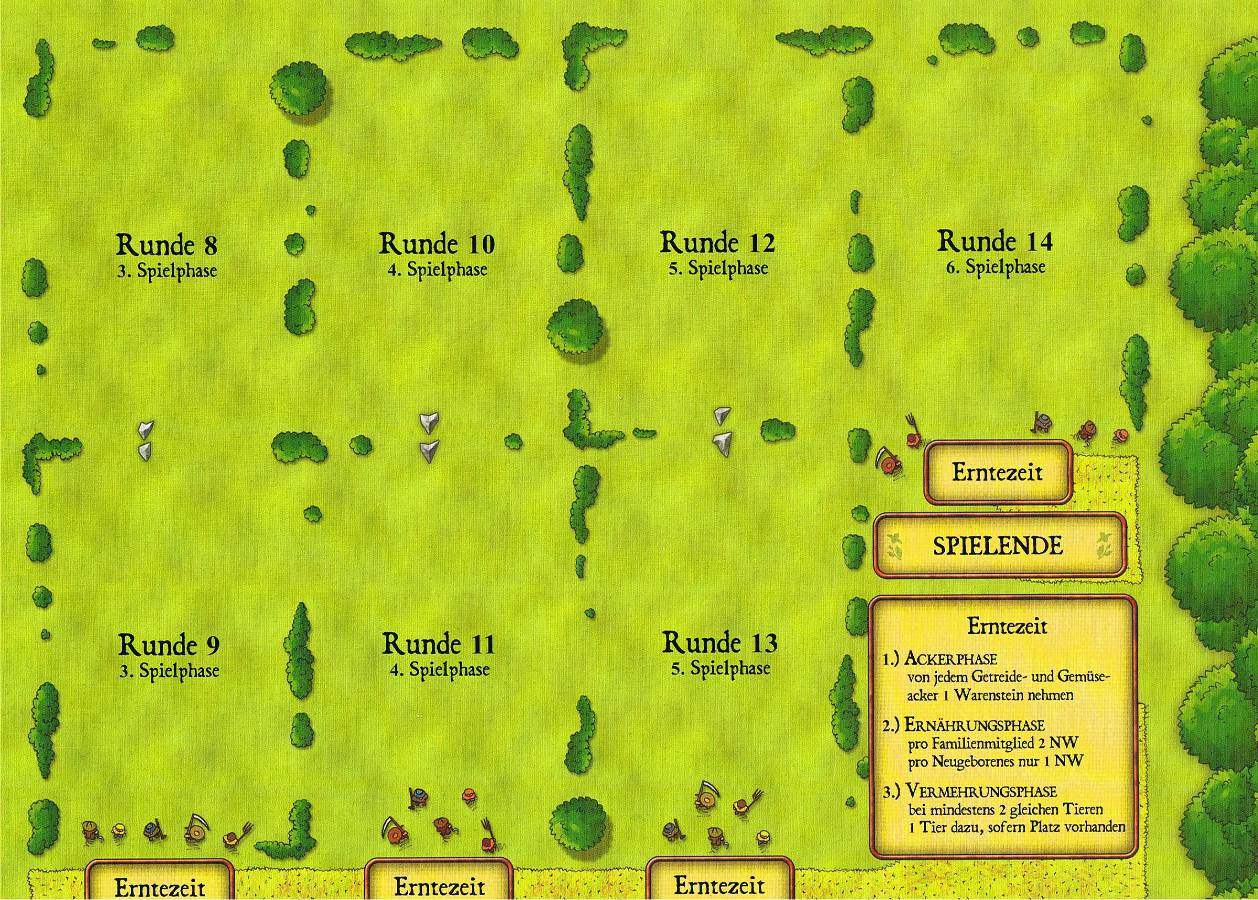 Runde 8
3. Spielphase
Runde 10
4. Spielphase
Runde 12
5. Spielphase
Runde 14
6. Spielphase
Erntezeit
SPIELENDE
Runde 9
3. Spielphase
Runde 11
4. Spielphase
Runde 13
5. Spielphase
Erntezeit
1.) ACKERPHASE
von jedem Getreide- und Gemüse-
acker 1 Warenstein nehmen
2.) ERNÄHRUNGSPHASE
pro Familienmitglied 2 NW
pro Neugeborenes nur 1 NW
3.) VERMEHRUNGSPHASE
bei mindestens 2 gleichen Tieren
1 Tier dazu, sofern Platz vorhanden
Erntezeit
Erntezeit
Erntezeit